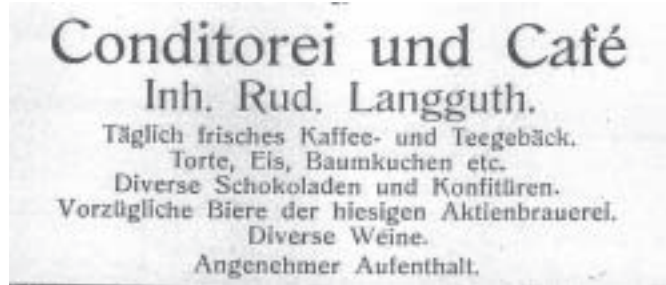 Conditorei und Café
Inh. Rud. Langguth.
Täglich frisches Kaffee- und Teegebäck.
Torte, Eis, Baumkuchen etc.
Diverse Schokoladen und Konfitüren.
Vorzügliche Biere der hiesigen Aktienbrauerei.
Diverse Weine.
Angenehmer Aufenthalt.